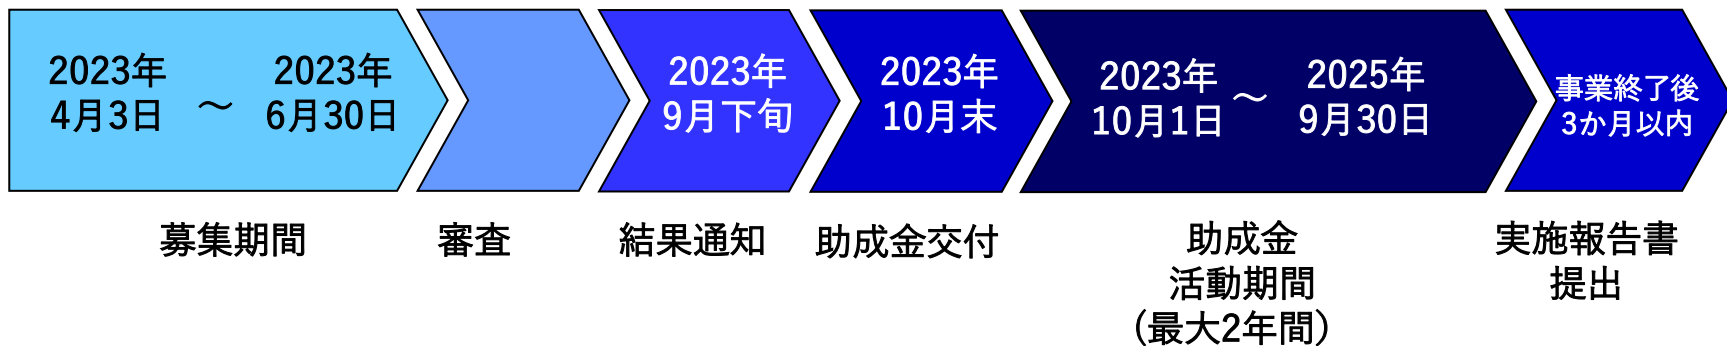 2023年
4月3日
～
2023年
6月30日
2023年
9月下旬
2023年
10月末
2023年
10月1日
～
2025年
9月30日
事業終了後
3か月以内
募集期間
審査
結果通知
助成金交付
助成金
活動期間
（最大2年間）
実施報告書
提出